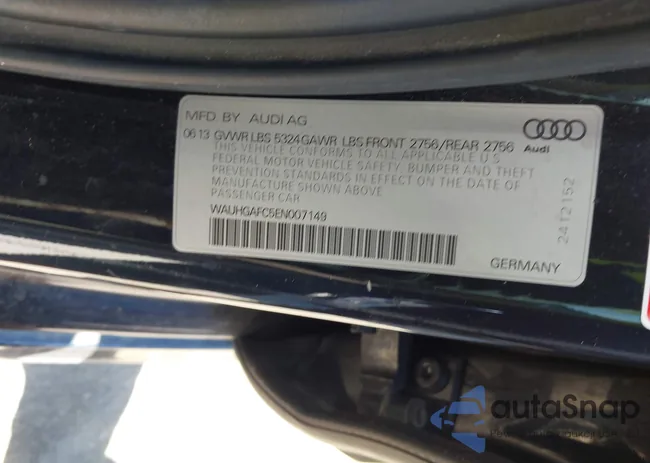 MFD. BY AUDI AG
06.13 GVWR LBS 5324 GAWR LBS FRONT 2756/REAR 2756
THIS VEHICLE CONFORMS TO ALL APPLICABLE U.S
FEDERAL MOTOR VEHICLE SAFETY, BUMPER AND THEFT
PREVENTION STANDARDS IN EFFECT ON THE DATE OF
MANUFACTURE SHOWN ABOVE
PASSENGER CAR
WAUHGAFC5EN007149
Audi
2412152
GERMANY
autaSnap